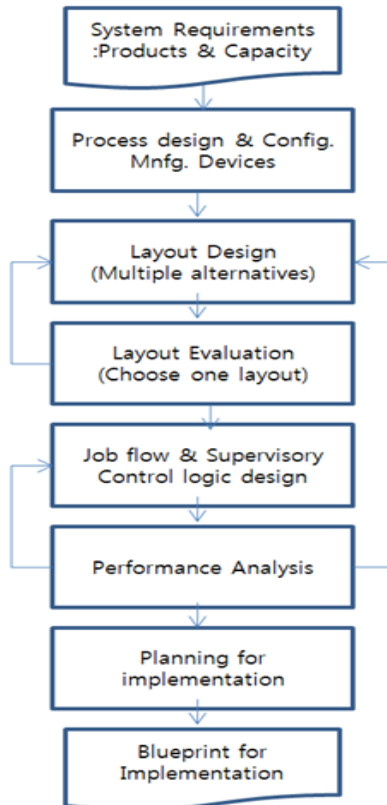 System Requirements
:Products & Capacity
Process design & Config.
Mnfg. Devices
Layout Design
(Multiple alternatives)
Layout Evaluation
(Choose one layout)
Job flow & Supervisory
Control logic design
Performance Analysis
Planning for
implementation
Blueprint for
Implementation